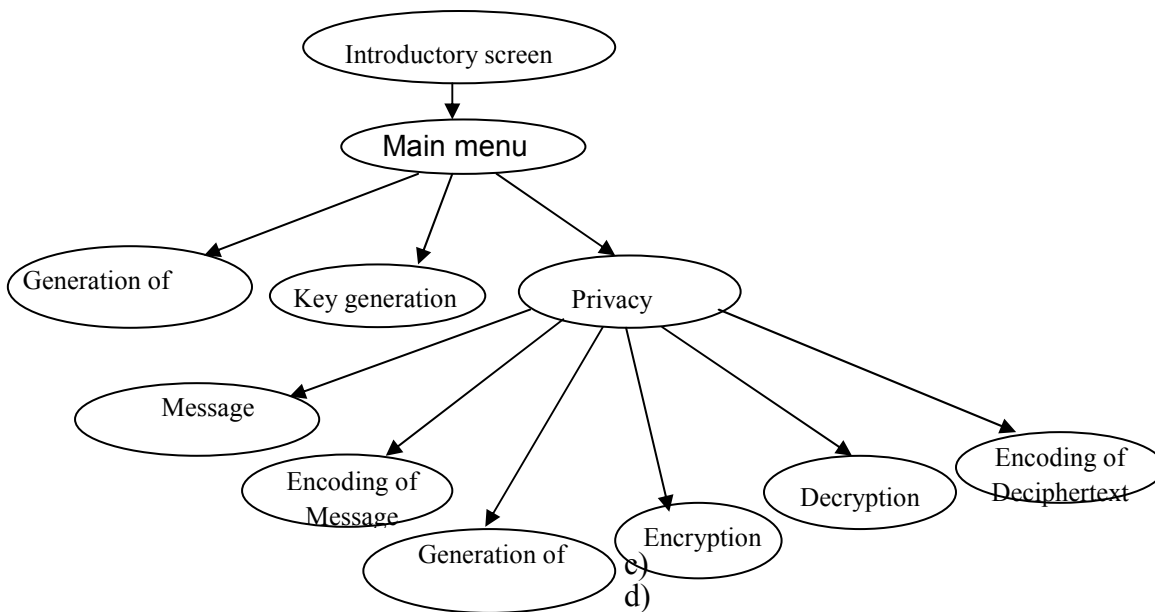 Introductory screen
Main menu
Generation of
Key generation
Privacy
Message
Encoding of
Message
Generation of
Encryption
Decryption
Encoding of
Deciphertext
c)
d)